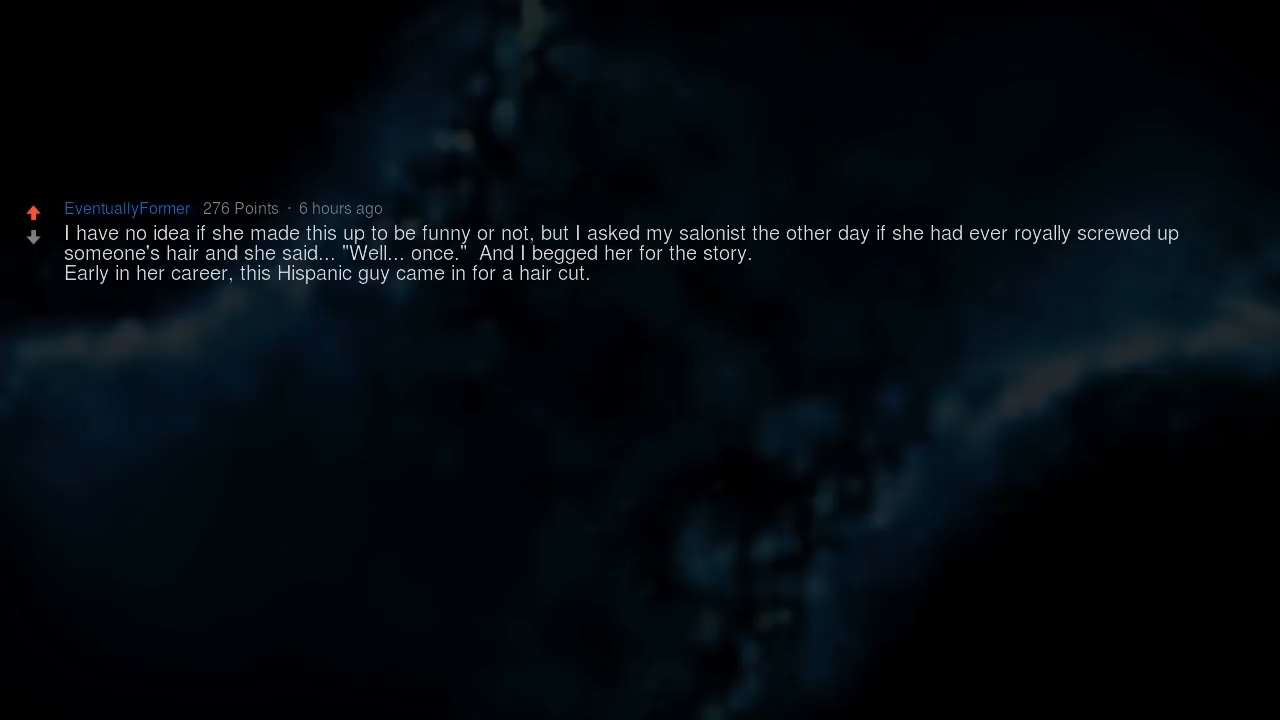 EventuallyFormer 276 Points · 6 hours ago
I have no idea if she made this up to be funny or not, but I asked my salonist the other day if she had ever royally screwed up
someone's hair and she said... "Well... once."  And I begged her for the story.
Early in her career, this Hispanic guy came in for a hair cut.